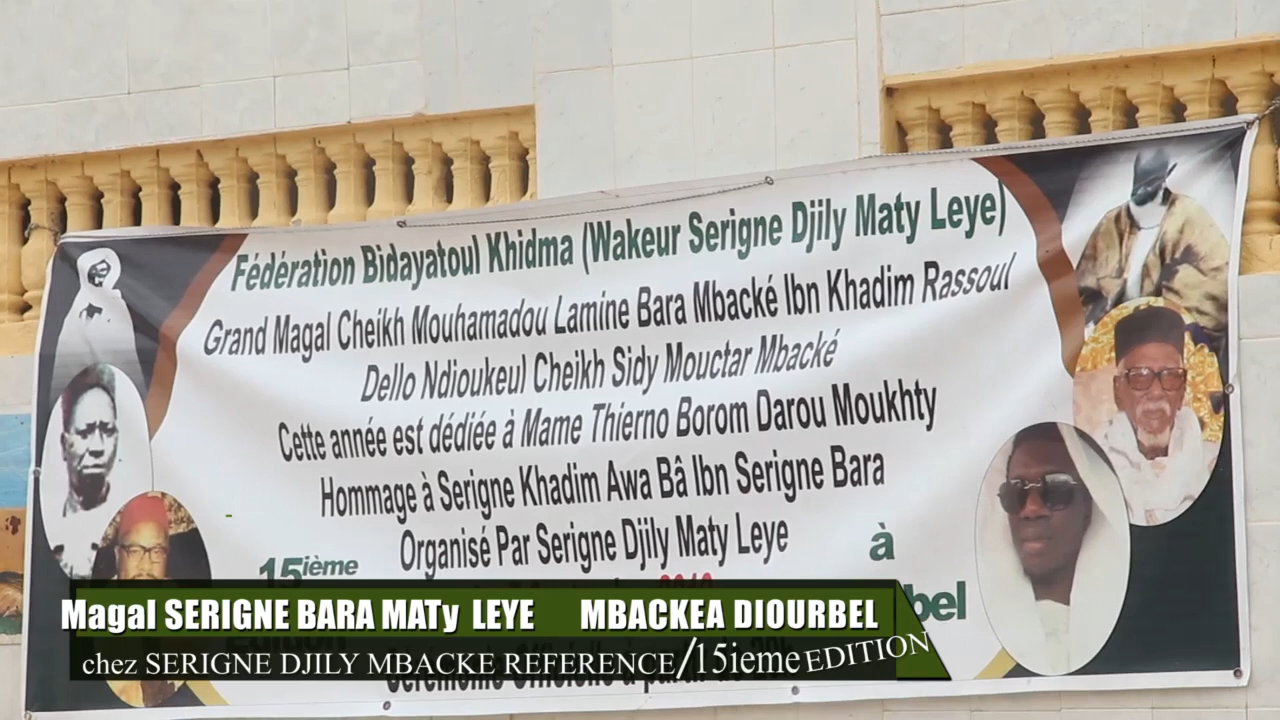 Fédération Bidayatoul Khidma (Wakeur Serigne Djily Maty Leye)
Grand Magal Cheikh Mouhamadou Lamine Bara Mbacké Ibn Khadim Rassoul
Dello Ndioukeul Cheikh Sidy Mouctar Mbacké
Cette année est dédiée à Mame Thierno Borom Darou Moukhty
Hommage à Serigne Khadim Awa Bâ Ibn Serigne Bara
Organisé Par Serigne Djily Maty Leye
15ième
à
Magal SERIGNE BARA MATy LEYE MBACKEA DIOURBEL
chez SERIGNE DJILY MBACKE REFERENCE/15ieme EDITION